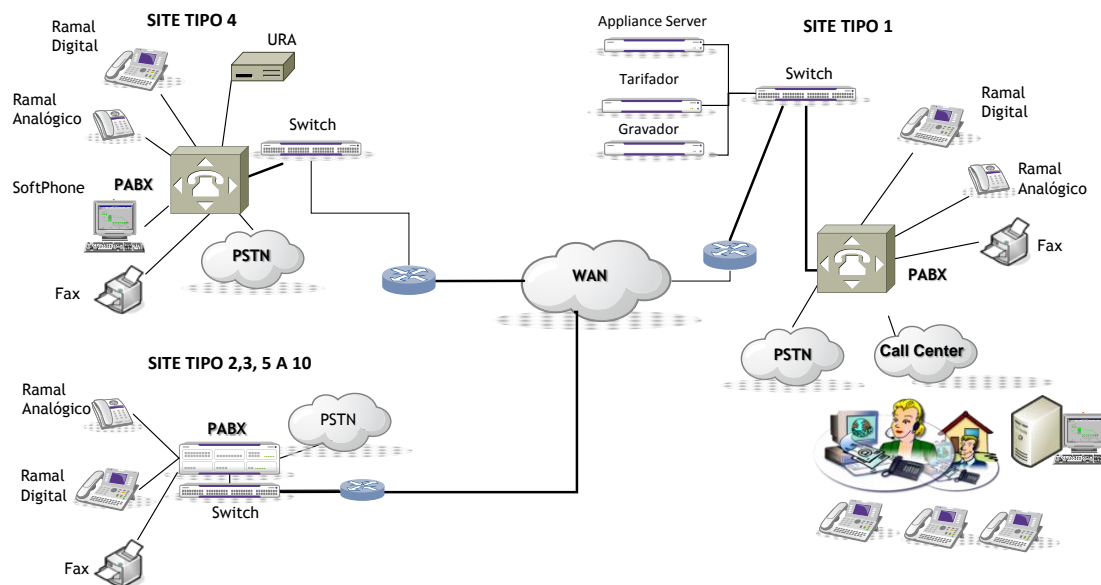 SITE TIPO 4
Ramal
Digital
URA
Ramal
Analógico
Switch
SoftPhone
PABX
PSTN
Fax
Appliance Server
SITE TIPO 1
Tarifador
Switch
Gravador
Ramal
Digital
Ramal
Analógico
Fax
PABX
WAN
PSTN
Call Center
SITE TIPO 2,3, 5 A 10
Ramal
Analógico
PABX
PSTN
Ramal
Digital
Switch
Fax